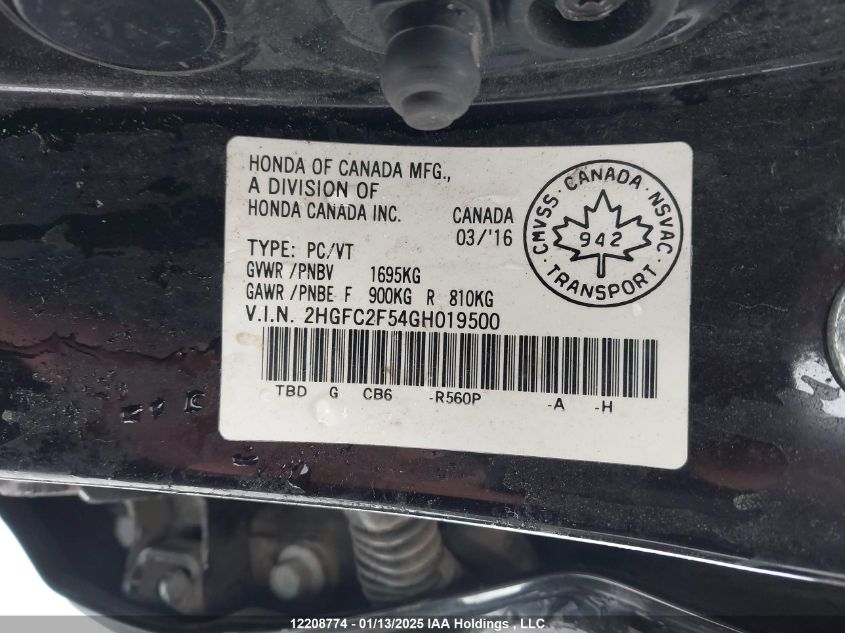 HONDA OF CANADA MFG.,
A DIVISION OF
HONDA CANADA INC. CANADA
03/'16
TYPE: PC/VT
GVWR /PNBV 1695KG
GAWR /PNBE F 900KG R 810KG
V.I.N. 2HGFC2F54GH019500
TBD G CB6 -R560P -A -H
CMVSS · CANADA · NSVAC
942
TRANSPORT
12208774 - 01/13/2025 IAA Holdings , LLC